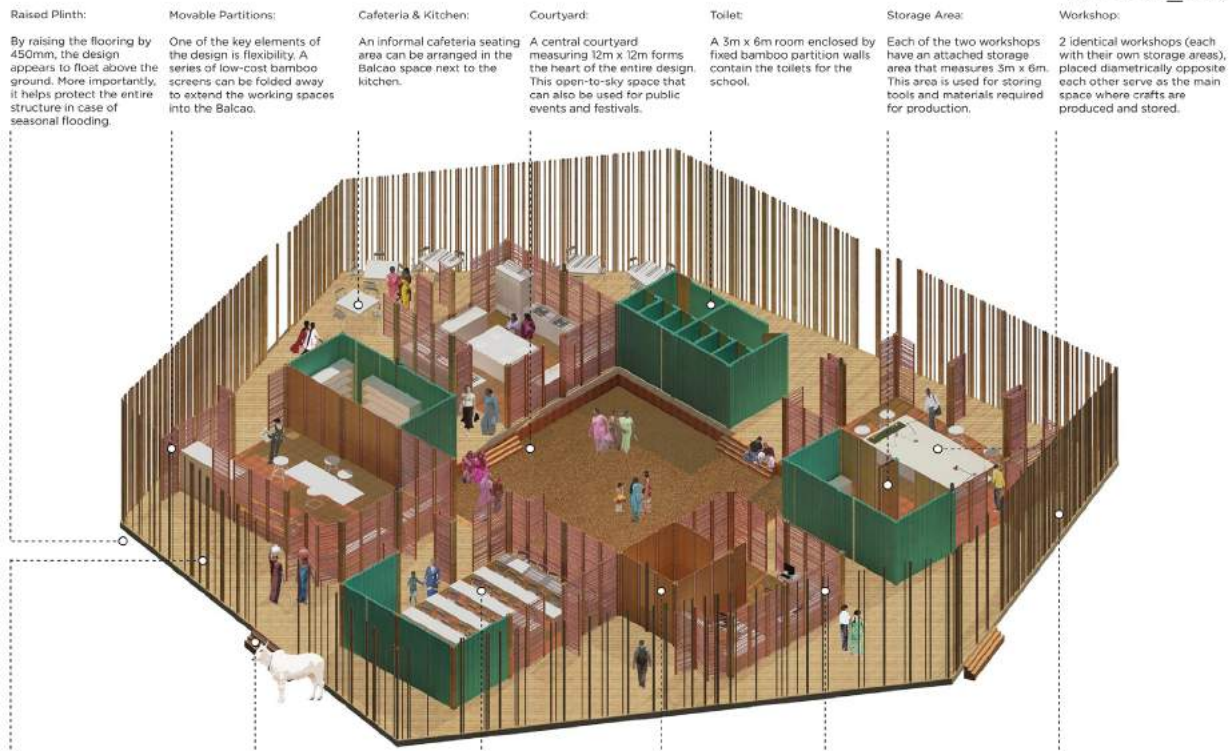 Raised Plinth:
By raising the flooring by
450mm, the design
appears to float above the
ground. More importantly,
it helps protect the entire
structure in case of
seasonal flooding.
Movable Partitions:
One of the key elements of
the design is flexibility. A
series of low-cost bamboo
screens can be folded away
to extend the working spaces
into the Balcao.
Cafeteria & Kitchen:
An informal cafeteria seating
area can be arranged in the
Balcao space next to the
kitchen.
Courtyard:
A central courtyard
measuring 12m x 12m forms
the heart of the entire design.
This open-to-sky space that
can also be used for public
events and festivals.
Toilet:
A 3m x 6m room enclosed by
fixed bamboo partition walls
contain the toilets for the
school.
Storage Area:
Each of the two workshops
have an attached storage
area that measures 3m x 6m.
This area is used for storing
tools and materials required
for production.
Workshop:
2 identical workshops (each
with their own storage areas),
placed diametrically opposite
each other serve as the main
space where crafts are
produced and stored.